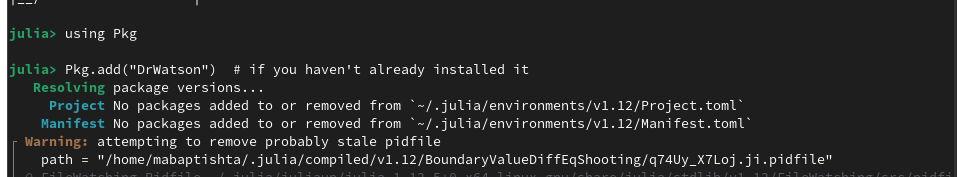 julia> using Pkg
julia> Pkg.add("DrWatson")  # if you haven't already installed it
Resolving package versions...
Project No packages added to or removed from `~/.julia/environments/v1.12/Project.toml`
Manifest No packages added to or removed from `~/.julia/environments/v1.12/Manifest.toml`
Warning: attempting to remove probably stale pidfile
path = "/home/mabaptishta/.julia/compiled/v1.12/BoundaryValueDiffEqShooting/q74Uy_X7Loj.ji.pidfile"